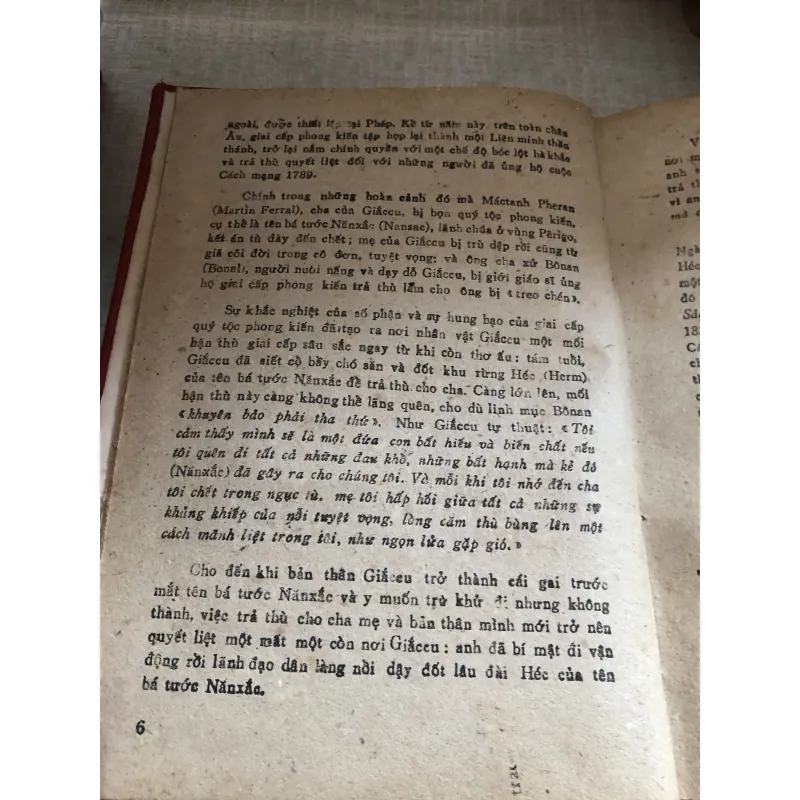 ngoài, được thiết lập tại Pháp. Kể từ năm này, trên toàn châu
Âu, giai cấp phong kiến tập họp lại thành một Liên minh thần
thánh, trở lại nắm chính quyền với một chế độ bóc lột hà khắc
và trả thù quyết liệt đối với những người đã ủng hộ cuộc
Cách mạng 1789.
Chính trong những hoàn cảnh đó mà Máctanh Pheran
(Martin Ferral), cha của Giắccu, bị bọn quý tộc phong kiến,
cụ thể là tên bá tước Nănxắc (Nansac), lãnh chúa ở vùng Pêrigo,
kết án tù đày đến chết; mẹ của Giắccu bị trù dập rồi cũng từ
giã cõi đời trong cô đơn, tuyệt vọng; và ông cha xứ Bônan
(Bonal), người nuôi nấng và dạy dỗ Giắccu, bị giới giáo sĩ ủng
hộ giai cấp phong kiến trả thù làm cho ông bị «treo chén».
Sự khắc nghiệt của số phận và sự hung bạo của giai cấp
quý tộc phong kiến đã tạo ra nơi nhân vật Giắccu một mối
hận thù giai cấp sâu sắc ngay từ khi còn thơ ấu: tám tuổi,
Giắccu đã siết cổ bầy chó săn và đốt khu rừng Héc (Herm)
của tên bá tước Nănxắc để trả thù cho cha. Càng lớn lên, mối
hận thù này càng không thể lãng quên, cho dù linh mục Bônan
«khuyên bảo phải tha thứ». Như Giắccu tự thuật: «Tôi
cảm thấy mình sẽ là một đứa con bất hiếu và biến chất nếu
tôi quên đi tất cả những đau khổ, những bất hạnh mà kẻ đó
(Nănxắc) đã gây ra cho chúng tôi. Và mỗi khi tôi nhớ đến cha
tôi chết trong ngục tù, mẹ tôi hấp hối giữa tất cả những sự
khủng khiếp của nỗi tuyệt vọng, lòng căm thù bùng lên một
cách mãnh liệt trong tôi, như ngọn lửa gặp gió.»
Cho đến khi bản thân Giắccu trở thành cái gai trước
mắt tên bá tước Nănxắc và y muốn trừ khử đi nhưng không
thành, việc trả thù cho cha mẹ và bản thân mình mới trở nên
quyết liệt một mất một còn nơi Giắccu: anh đã bí mật đi vận
động rồi lãnh đạo dân làng nổi dậy đốt lâu đài Héc của tên
bá tước Nănxắc.
6
nơi m
anh s
trả th
vì an
mà c
Ngà
Héc
một
đó
Sắc
18